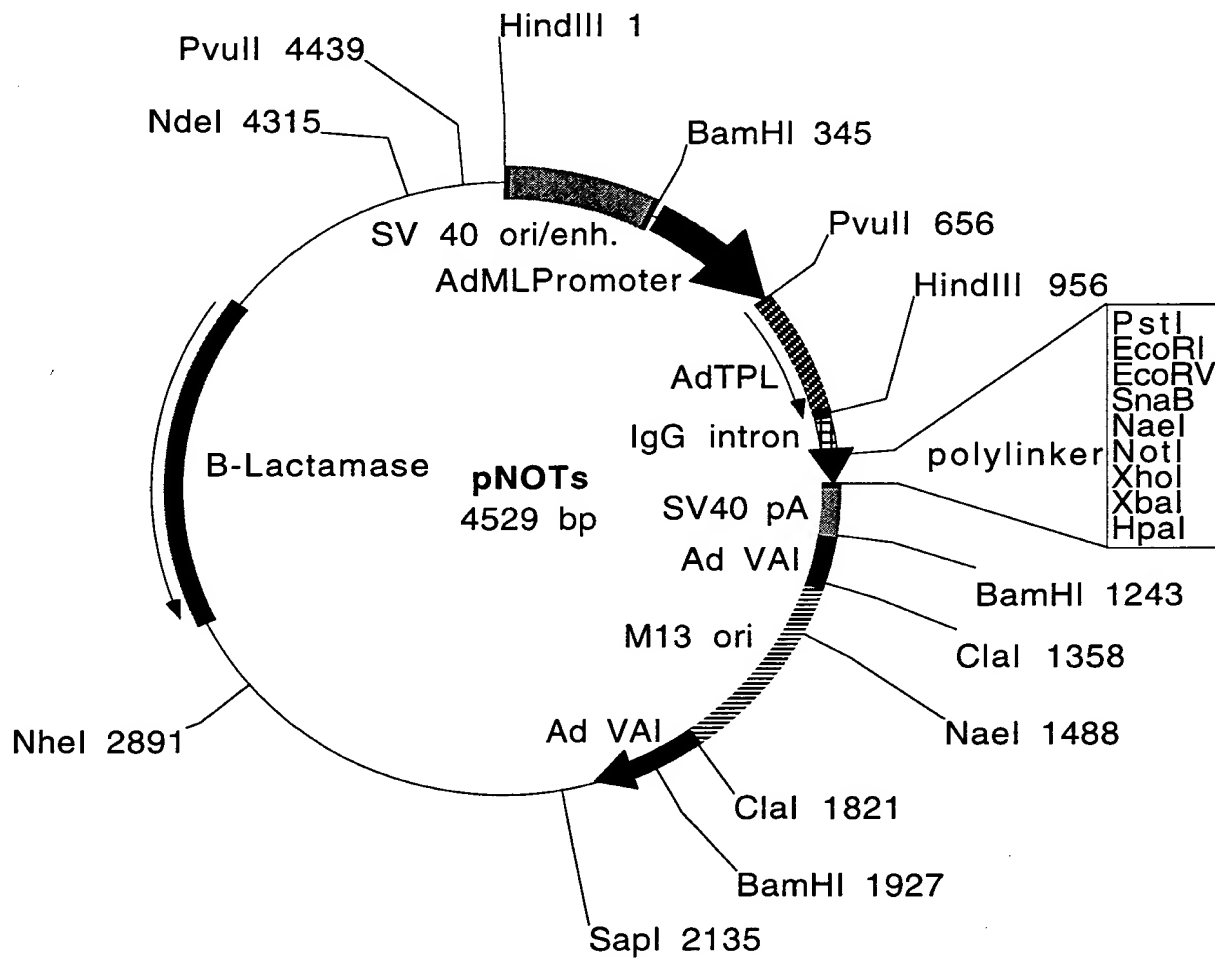 HindIII 1
PvuII 4439
NdeI 4315
BamHI 345
SV 40 ori/enh.
PvuII 656
AdMLPromoter
HindIII 956
PstI
EcoRI
EcoRV
SnaB
NaeI
NotI
XhoI
XbaI
HpaI
AdTPL
IgG intron
polylinker
B-Lactamase
pNOTs
4529 bp
SV40 pA
Ad VAI
BamHI 1243
M13 ori
ClaI 1358
Ad VAI
NaeI 1488
NheI 2891
ClaI 1821
BamHI 1927
SapI 2135